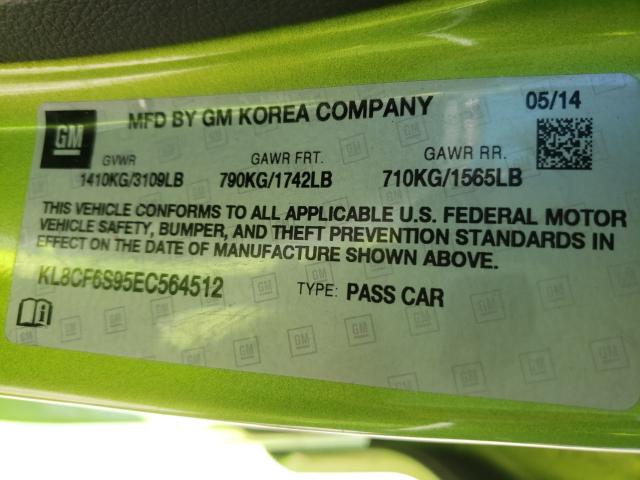 GM
MFD BY GM KOREA COMPANY 05/14
GVWR GAWR FRT. GAWR RR.
1410KG/3109LB 790KG/1742LB 710KG/1565LB
THIS VEHICLE CONFORMS TO ALL APPLICABLE U.S. FEDERAL MOTOR
VEHICLE SAFETY, BUMPER, AND THEFT PREVENTION STANDARDS IN
EFFECT ON THE DATE OF MANUFACTURE SHOWN ABOVE.
KL8CF6S95EC564512 TYPE: PASS CAR